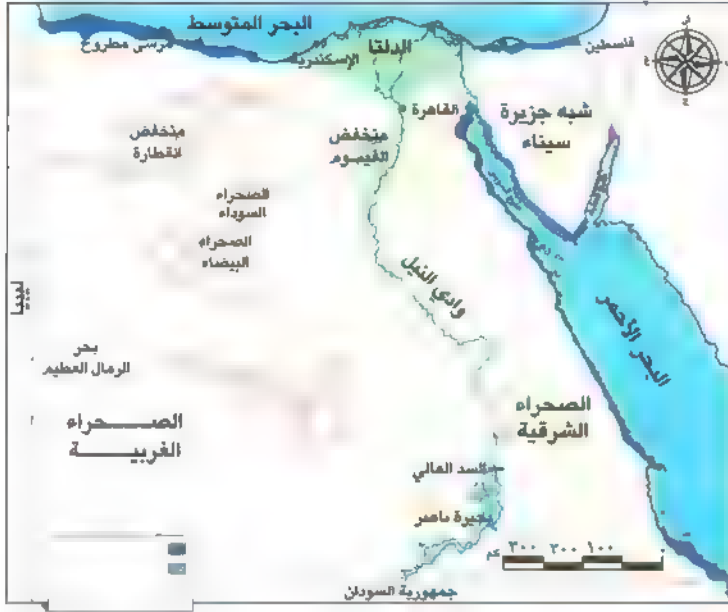 البحر المتوسط
مرسى مطروح
الإسكندرية
الدلتا
فلسطين
القاهرة
شبه جزيرة
سيناء
منخفض
القطارة
منخفض
الفيوم
الصحراء
السوداء
الصحراء
البيضاء
ليبيا
وادي النيل
البحر الأحمر
بحر
الرمال العظيم
الصحراء
الغربية
الصحراء
الشرقية
السد العالي
بحيرة ناصر
جمهورية السودان
كم ٣٠٠ ٢٠٠ ١٠٠